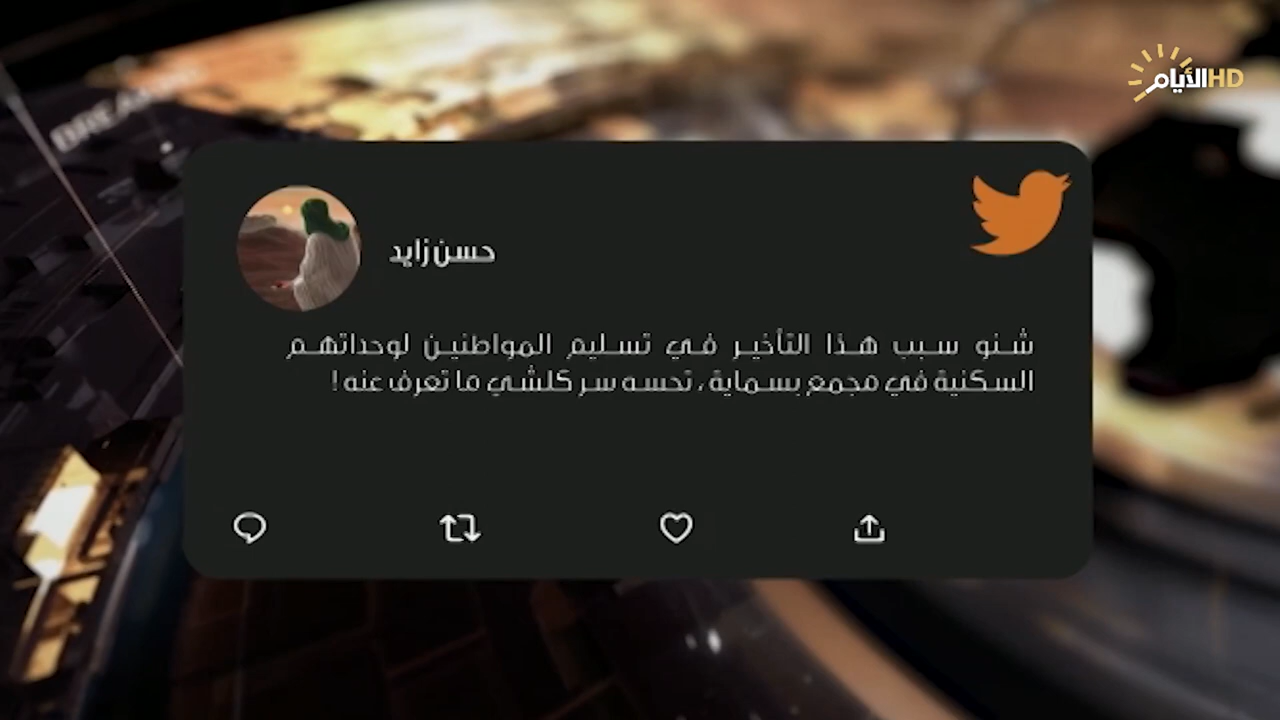 الأيام HD
حسن زايد
شنو سبب هذا التأخير في تسليم المواطنين لوحداتهم
السكنية في مجمع بسماية ، تحسه سر كلشي ما تعرف عنه !